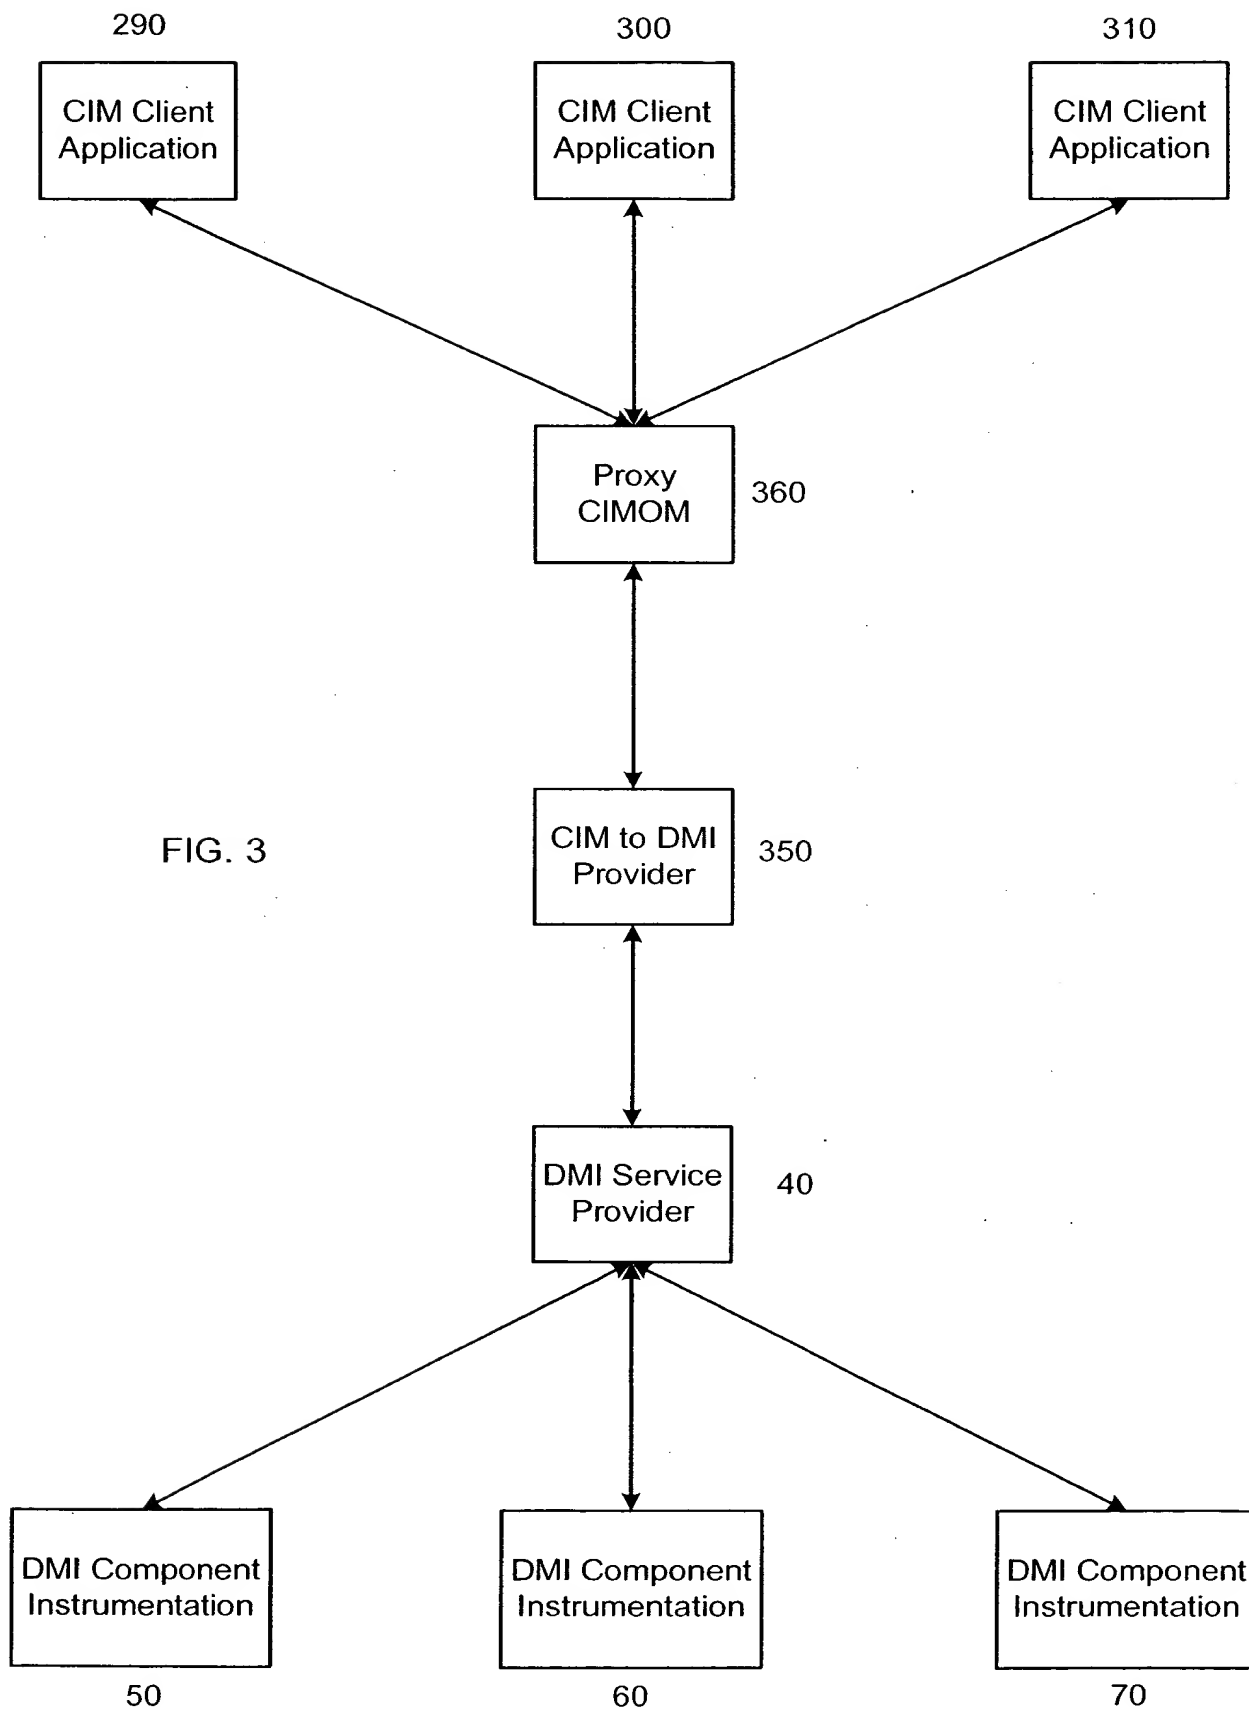 290
300
310
CIM Client
Application
CIM Client
Application
CIM Client
Application
Proxy
CIMOM
360
FIG. 3
CIM to DMI
Provider
350
DMI Service
Provider
40
DMI Component
Instrumentation
DMI Component
Instrumentation
DMI Component
Instrumentation
50
60
70